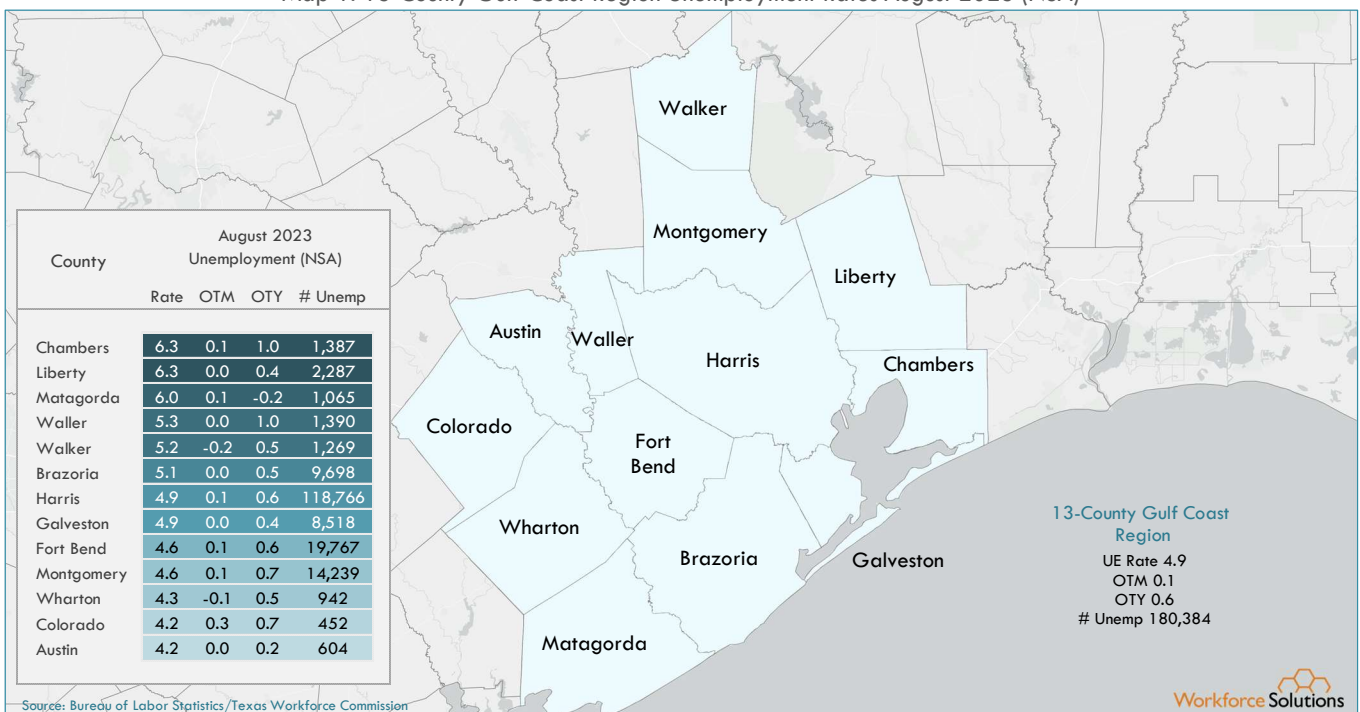 August 2023
Unemployment (NSA)
County
Rate OTM OTY # Unemp
Chambers 6.3 0.1 1.0 1,387
Liberty 6.3 0.0 0.4 2,287
Matagorda 6.0 0.1 -0.2 1,065
Waller 5.3 0.0 1.0 1,390
Walker 5.2 -0.2 0.5 1,269
Brazoria 5.1 0.0 0.5 9,698
Harris 4.9 0.1 0.6 118,766
Galveston 4.9 0.0 0.4 8,518
Fort Bend 4.6 0.1 0.6 19,767
Montgomery 4.6 0.1 0.7 14,239
Wharton 4.3 -0.1 0.5 942
Colorado 4.2 0.3 0.7 452
Austin 4.2 0.0 0.2 604
Walker
Montgomery
Liberty
Austin
Waller
Harris
Chambers
Colorado
Fort
Bend
Wharton
Brazoria
Galveston
Matagorda
13-County Gulf Coast
Region
UE Rate 4.9
OTM 0.1
OTY 0.6
# Unemp 180,384
Source: Bureau of Labor Statistics/Texas Workforce Commission
Workforce Solutions